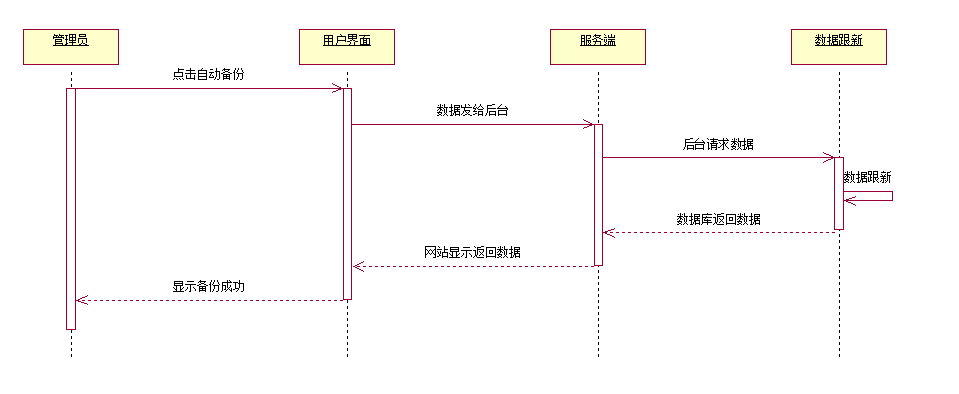 管理员
用户界面
服务端
数据跟新
点击自动备份
数据发给后台
后台请求数据
数据跟新
数据库返回数据
网站显示返回数据
显示备份成功